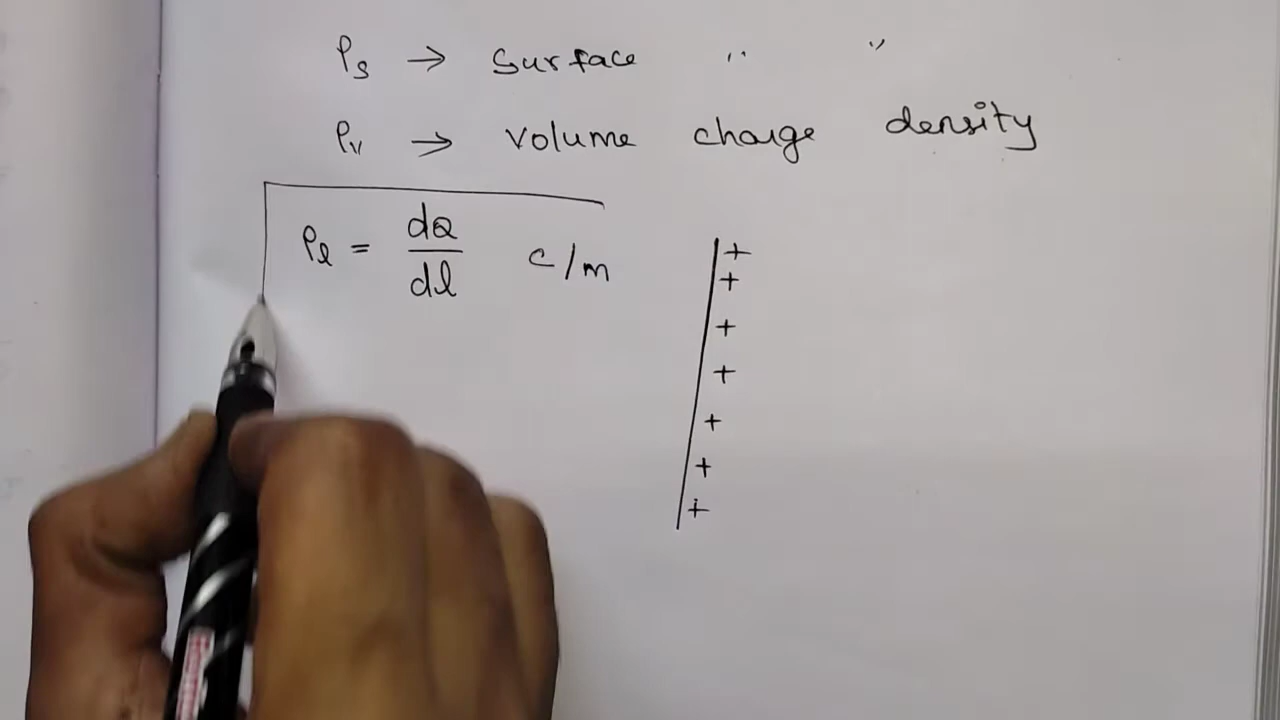 ρs → Surface " "
ρv → Volume charge density
ρl = dQ/dl C/m
+
+
+
+
+
+
+